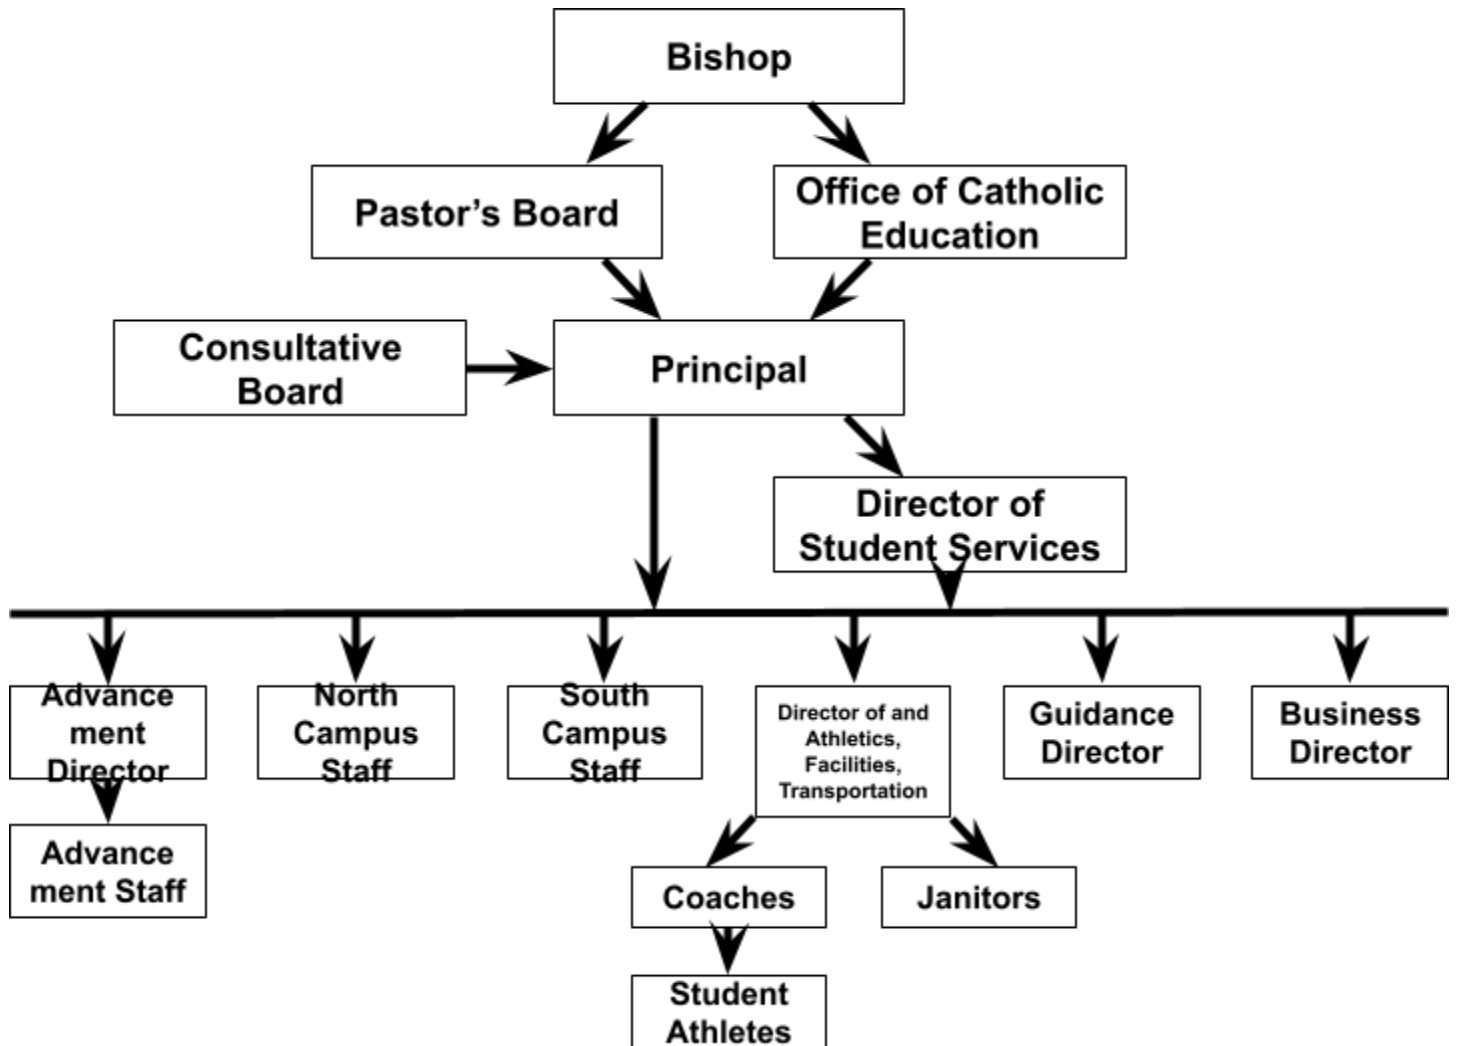 Bishop
Pastor’s Board
Office of Catholic
Education
Consultative
Board
Principal
Director of
Student Services
Advance
ment
Director
North
Campus
Staff
South
Campus
Staff
Director of and
Athletics,
Facilities,
Transportation
Guidance
Director
Business
Director
Advance
ment Staff
Coaches
Janitors
Student
Athletes